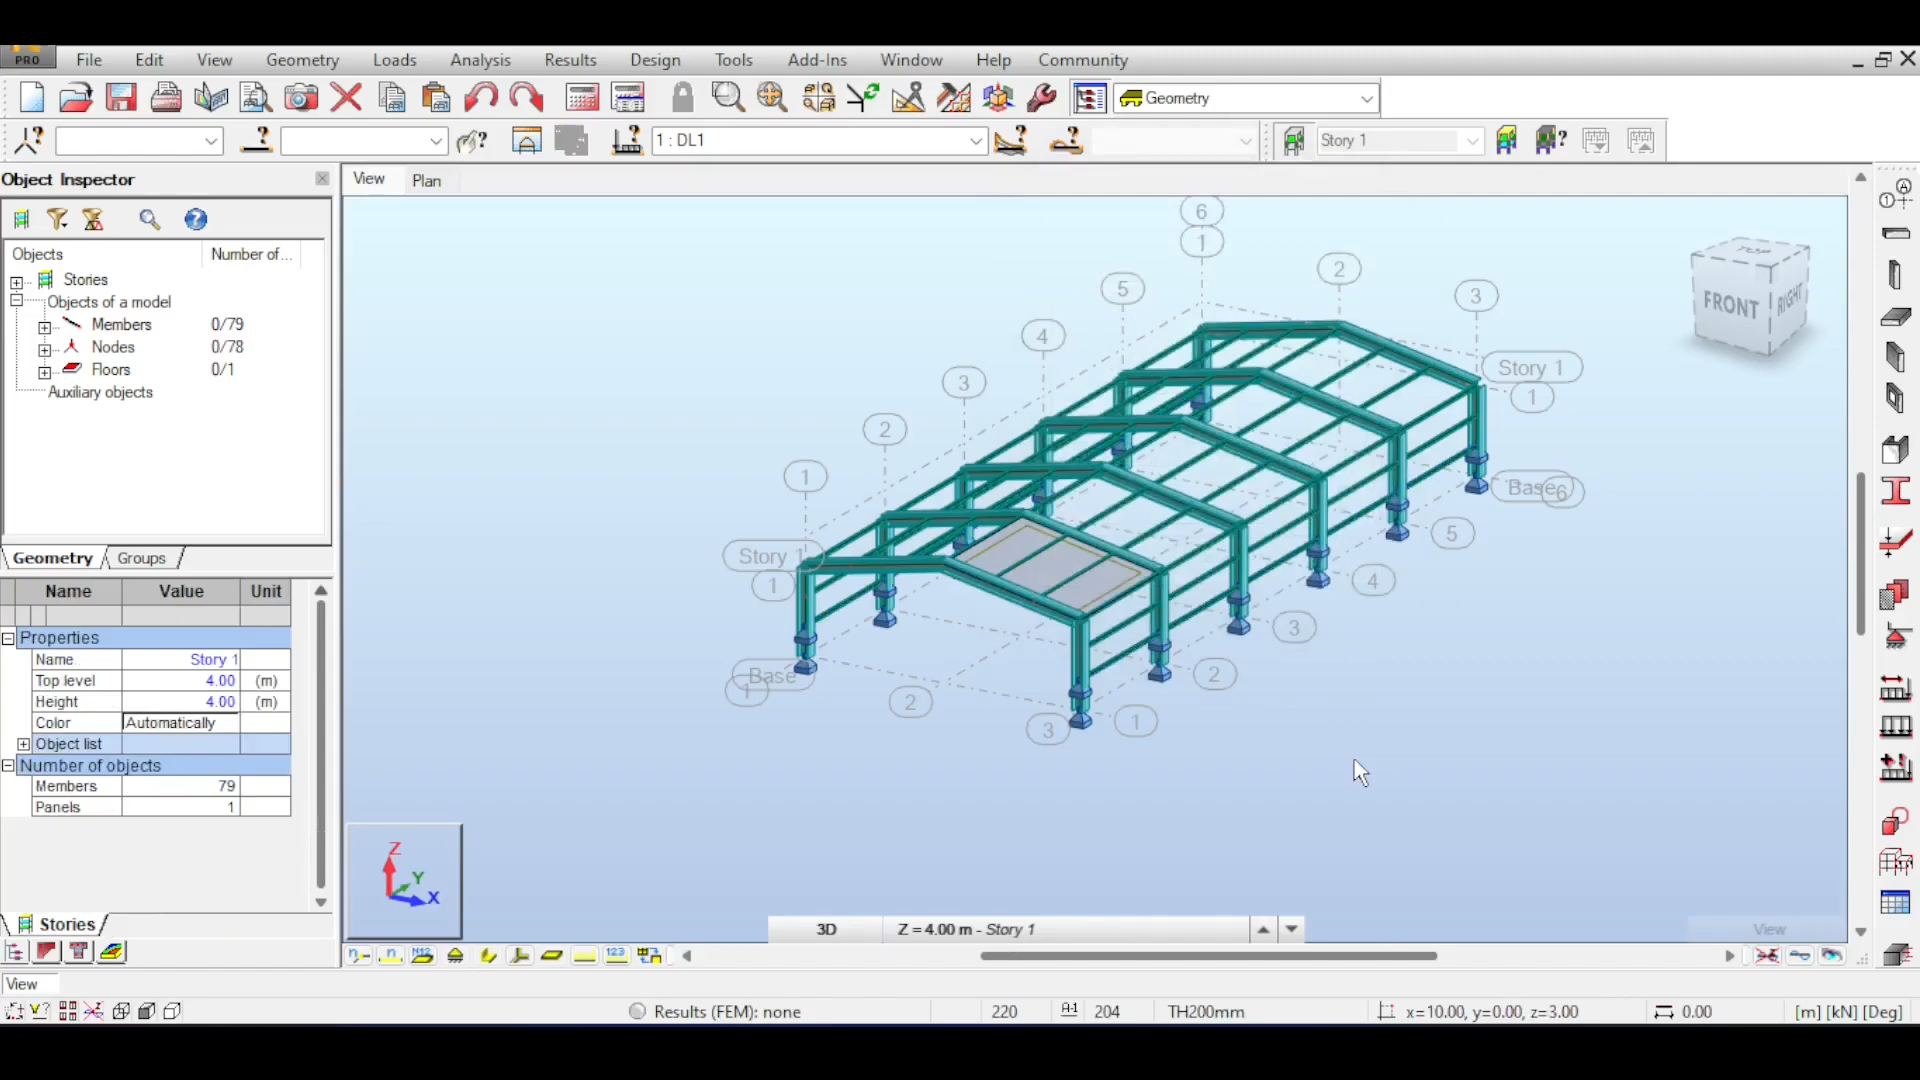 PRO File Edit View Geometry Loads Analysis Results Design Tools Add-Ins Window Help Community
Geometry
1 : DL1 Story 1
Object Inspector
View Plan
Objects Number of...
Stories
Objects of a model
Members 0/79
Nodes 0/78
Floors 0/1
Auxiliary objects
Geometry Groups
Name Value Unit
Properties
Name Story 1
Top level 4.00 (m)
Height 4.00 (m)
Color Automatically
Object list
Number of objects
Members 79
Panels 1
Stories
6
1
2
3
5
4
3
2
1
Story 1
1
Base 6
5
4
3
2
1
Story 1
1
Base
1
2
3
TOP
FRONT RIGHT
Z
Y
X
3D Z = 4.00 m - Story 1
View
View
Results (FEM): none 220 204 TH200mm x=10.00, y=0.00, z=3.00 0.00 [m] [kN] [Deg]